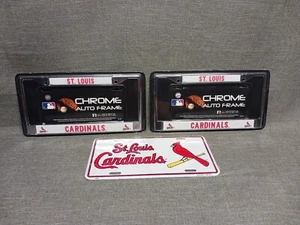 ST. LOUIS
CHROME
AUTO FRAME
CARDINALS
ST. LOUIS
CHROME
AUTO FRAME
CARDINALS
St. Louis
Cardinals